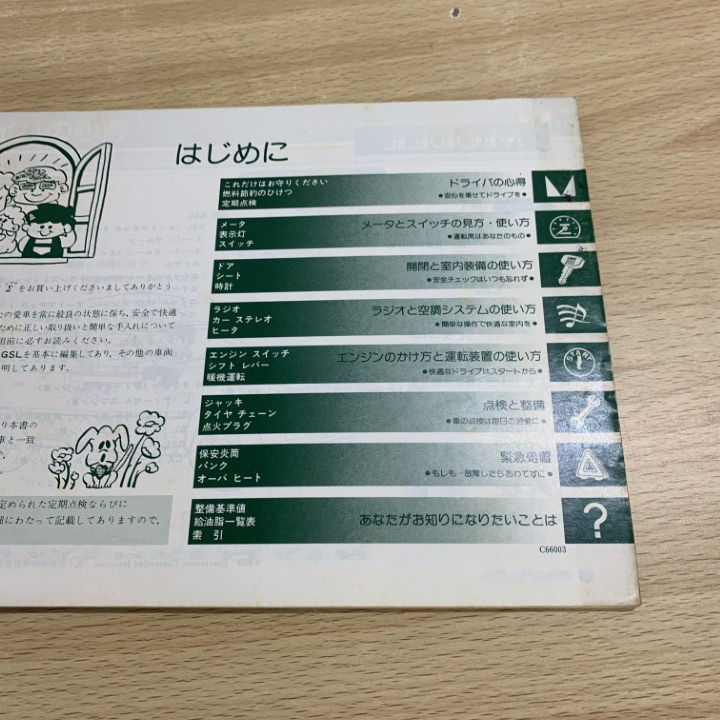 はじめに
これだけはお守りください
燃料節約のひけつ
定期点検
ドライバの心得
●安心を乗せてドライブを●
メータ
表示灯
スイッチ
メータとスイッチの見方・使い方
●運転席はあなたのもの●
ドア
シート
時計
開閉と室内装備の使い方
●安全チェックはいつも忘れず●
ラジオ
カー ステレオ
ヒータ
ラジオと空調システムの使い方
●簡単な操作で快適な室内を●
エンジン スイッチ
シフト レバー
暖機運転
エンジンのかけ方と運転装置の使い方
●快適なドライブはスタートから●
START
ジャッキ
タイヤ チェーン
点火プラグ
点検と整備
●車の点検は毎日の習慣に●
保安炎筒
パンク
オーバ ヒート
緊急処置
●もしも…故障したらあわてずに●
整備基準値
給油脂一覧表
索 引
あなたがお知りになりたいことは
?
C66003
をお買い上げくださいましてありがとう
の愛車を常に最良の状態に保ち、安全で快適
ために正しい取り扱いと簡単な手入れについて
用前に必ずお読みください。
GSLを基本に編集してあり、その他の車両
明してあります。
り本書の
車と一致
定められた定期点検ならびに
細にわたって記載してありますので、